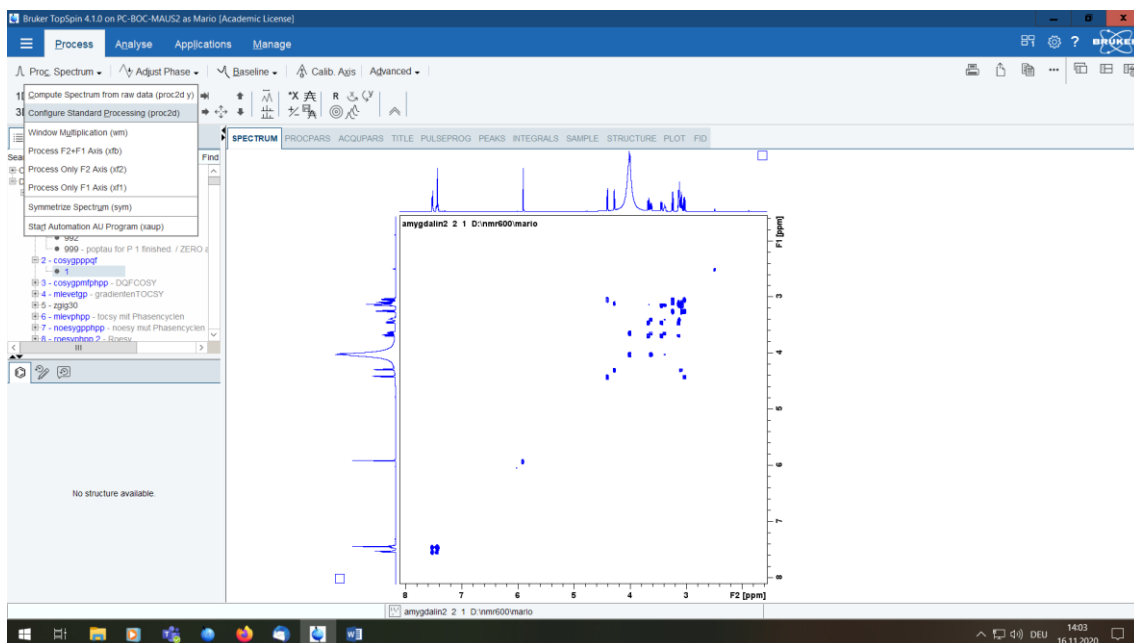 Bruker TopSpin 4.1.0 on PC-BOC-MAUS2 as Mario [Academic License]
Process Analyse Applications Manage
? BRUKER
Proc. Spectrum Adjust Phase Baseline Calib. Axis Advanced
Compute Spectrum from raw data (proc2d y)
Configure Standard Processing (proc2d)
Window Multiplication (wm)
Process F2+F1 Axis (xfb)
Process Only F2 Axis (xf2)
Process Only F1 Axis (xf1)
Symmetrize Spectrum (sym)
Start Automation AU Program (xaup)
Find
SPECTRUM PROCPARS ACQUPARS TITLE PULSEPROG PEAKS INTEGRALS SAMPLE STRUCTURE PLOT FID
992
999 - poptau for P 1 finished. / ZERO
2 - cosygpppqf
1
3 - cosygpmfphpp - DQFCOSY
4 - mlevetgp - gradientenTOCSY
5 - zgig30
6 - mlevphpp - tocsy mit Phasencyclen
7 - noesygpphpp - noesy mut Phasencyclen
8 - roesyphpp.2 - Roesy
No structure available.
amygdalin2 2 1 D:\nmr600\mario
F1 [ppm]
3
4
5
6
7
8
8 7 6 5 4 3 F2 [ppm]
amygdalin2 2 1 D:\nmr600\mario
DEU
14:03
16.11.2020